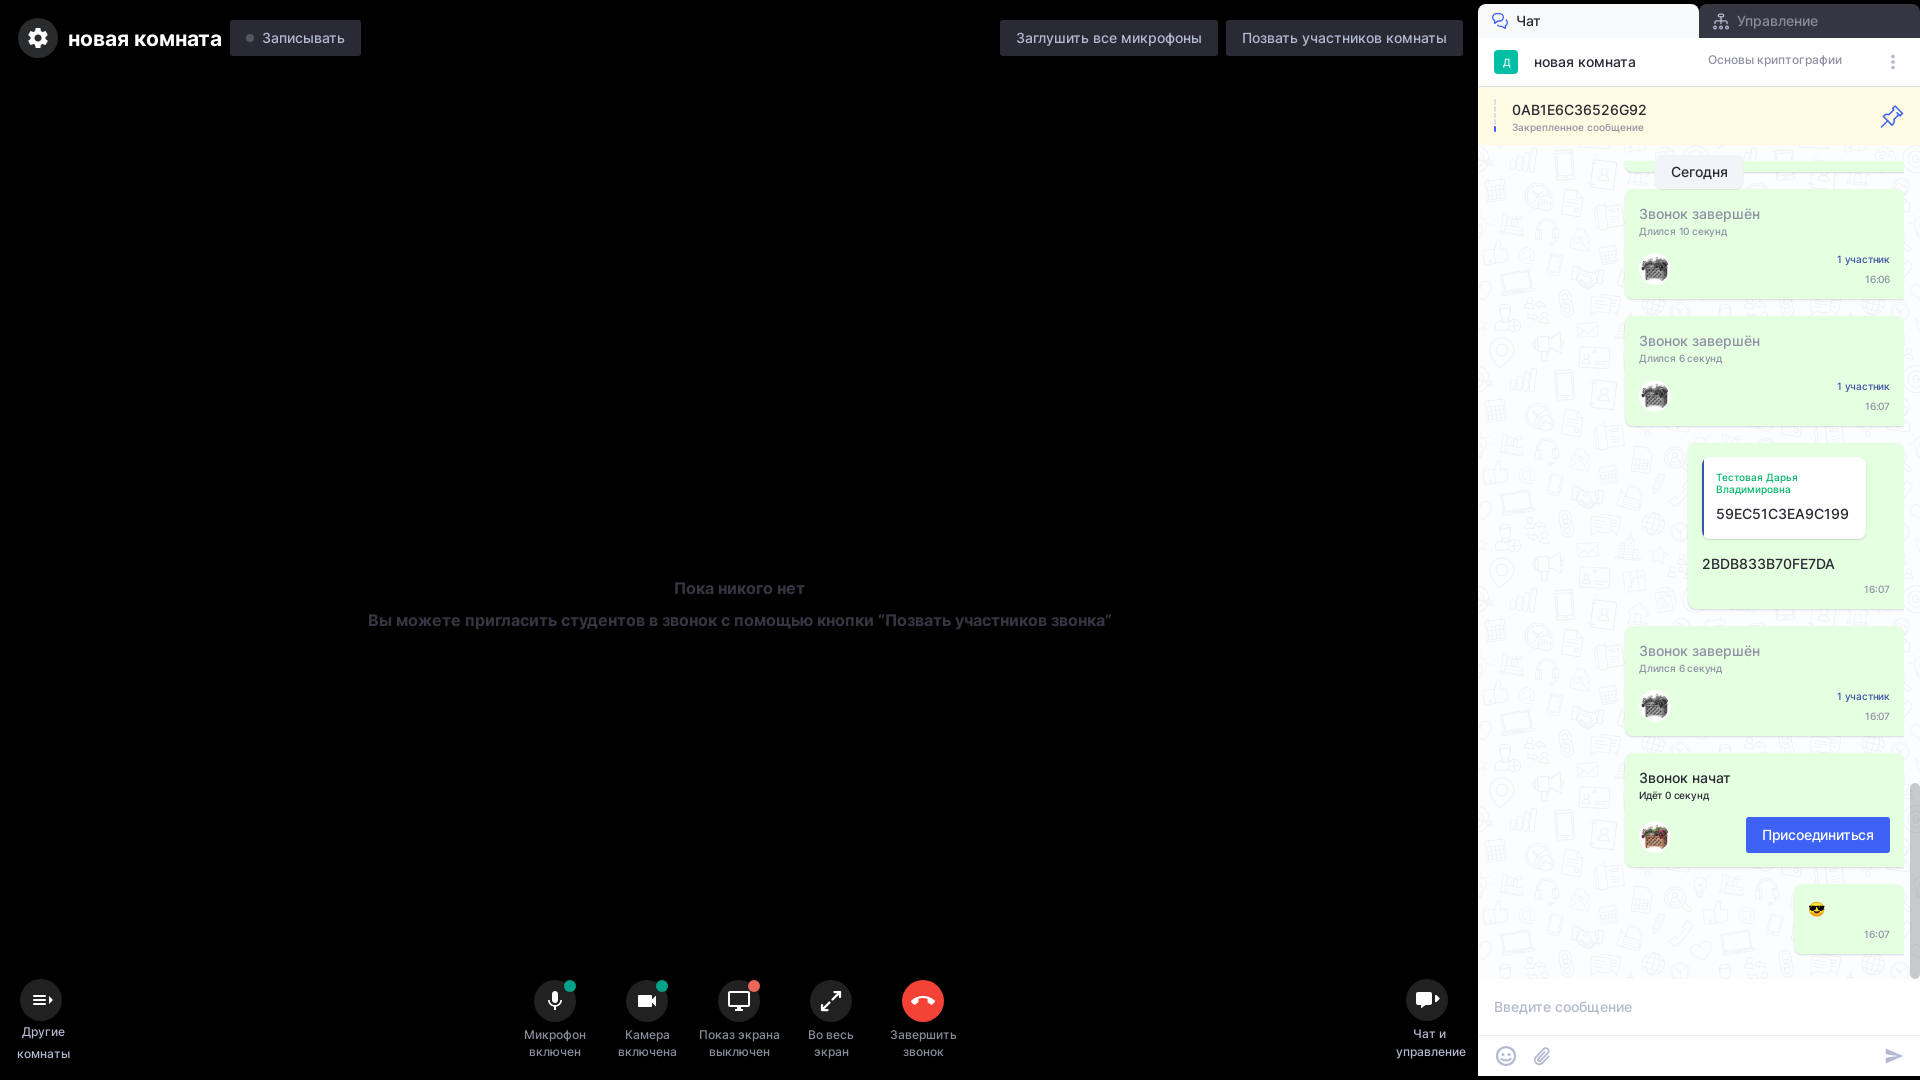 новая комната
Записывать
Заглушить все микрофоны
Позвать участников комнаты
Пока никого нет
Вы можете пригласить студентов в звонок с помощью кнопки “Позвать участников звонка”
Другие
комнаты
Микрофон
включен
Камера
включена
Показ экрана
выключен
Во весь
экран
Завершить
звонок
Чат и
управление
Чат
Управление
Д
новая комната
Основы криптографии
0AB1E6C36526G92
Закрепленное сообщение
Сегодня
Звонок завершён
Длился 10 секунд
1 участник
16:06
Звонок завершён
Длился 6 секунд
1 участник
16:07
Тестовая Дарья
Владимировна
59EC51C3EA9C199
2BDB833B70FE7DA
16:07
Звонок завершён
Длился 6 секунд
1 участник
16:07
Звонок начат
Идёт 0 секунд
Присоединиться
😎
16:07
Введите сообщение